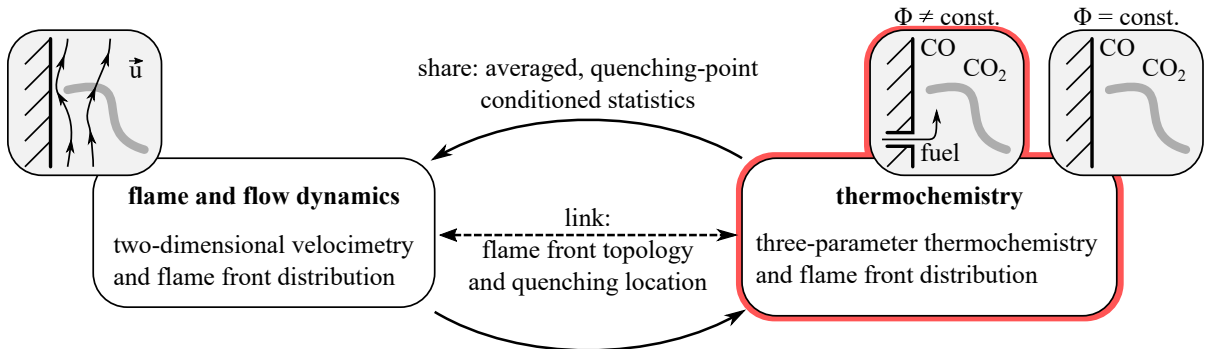 Φ ≠ const.
Φ = const.
u⃗
CO
CO₂
fuel
CO
CO₂
share: averaged, quenching-point
conditioned statistics
flame and flow dynamics
two-dimensional velocimetry
and flame front distribution
link:
flame front topology
and quenching location
thermochemistry
three-parameter thermochemistry
and flame front distribution